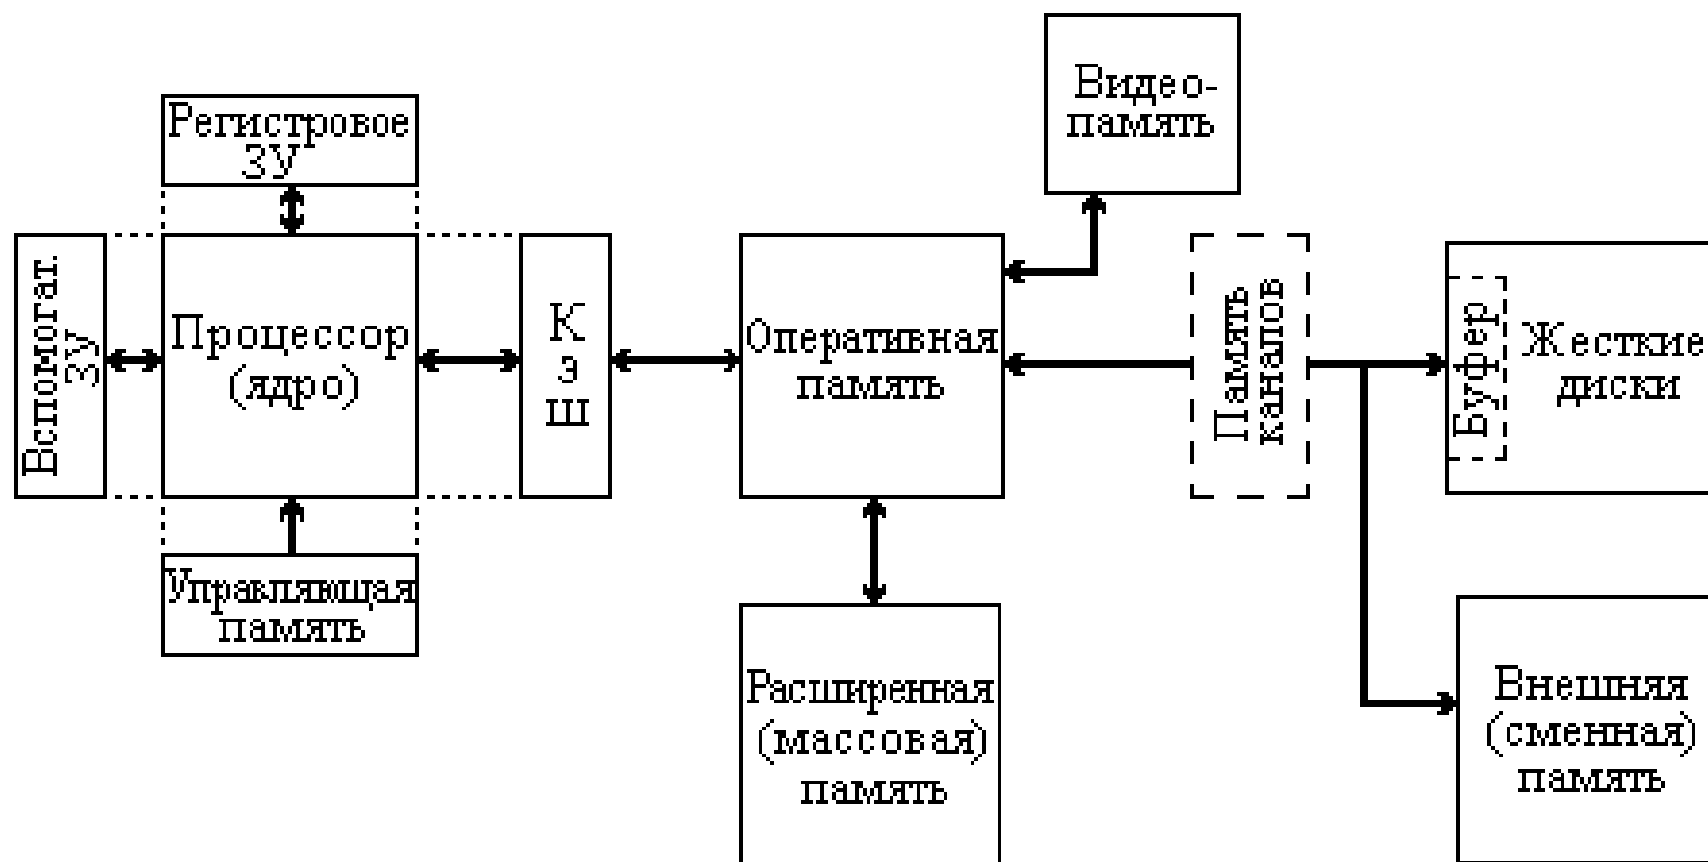 Видео-
память
Регистровое
ЗУ
Вспомогат.
ЗУ
Процессор
(ядро)
К
э
ш
Оперативная
память
Память
каналов
Буфер
Жесткие
диски
Управляющая
память
Расширенная
(массовая)
память
Внешняя
(сменная)
память